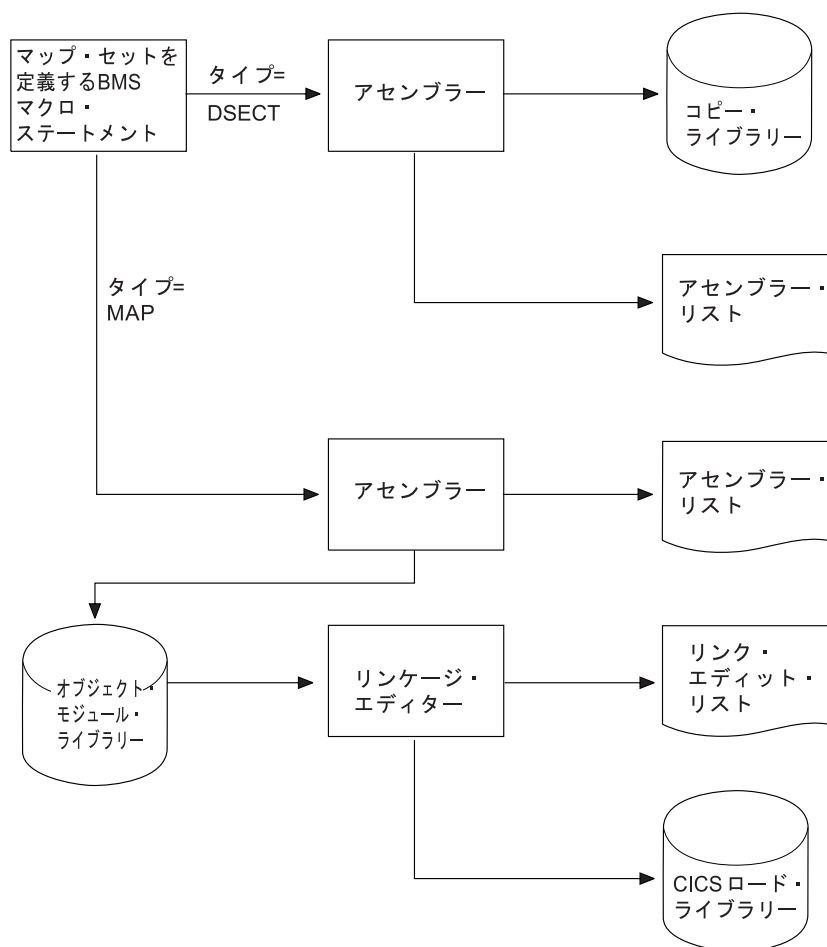 マップ・セットを
定義するBMS
マクロ・
ステートメント
タイプ=
DSECT
アセンブラー
コピー・
ライブラリー
アセンブラー・
リスト
タイプ=
MAP
アセンブラー
アセンブラー・
リスト
オブジェクト・
モジュール・
ライブラリー
リンケージ・
エディター
リンク・
エディット・
リスト
CICSロード・
ライブラリー